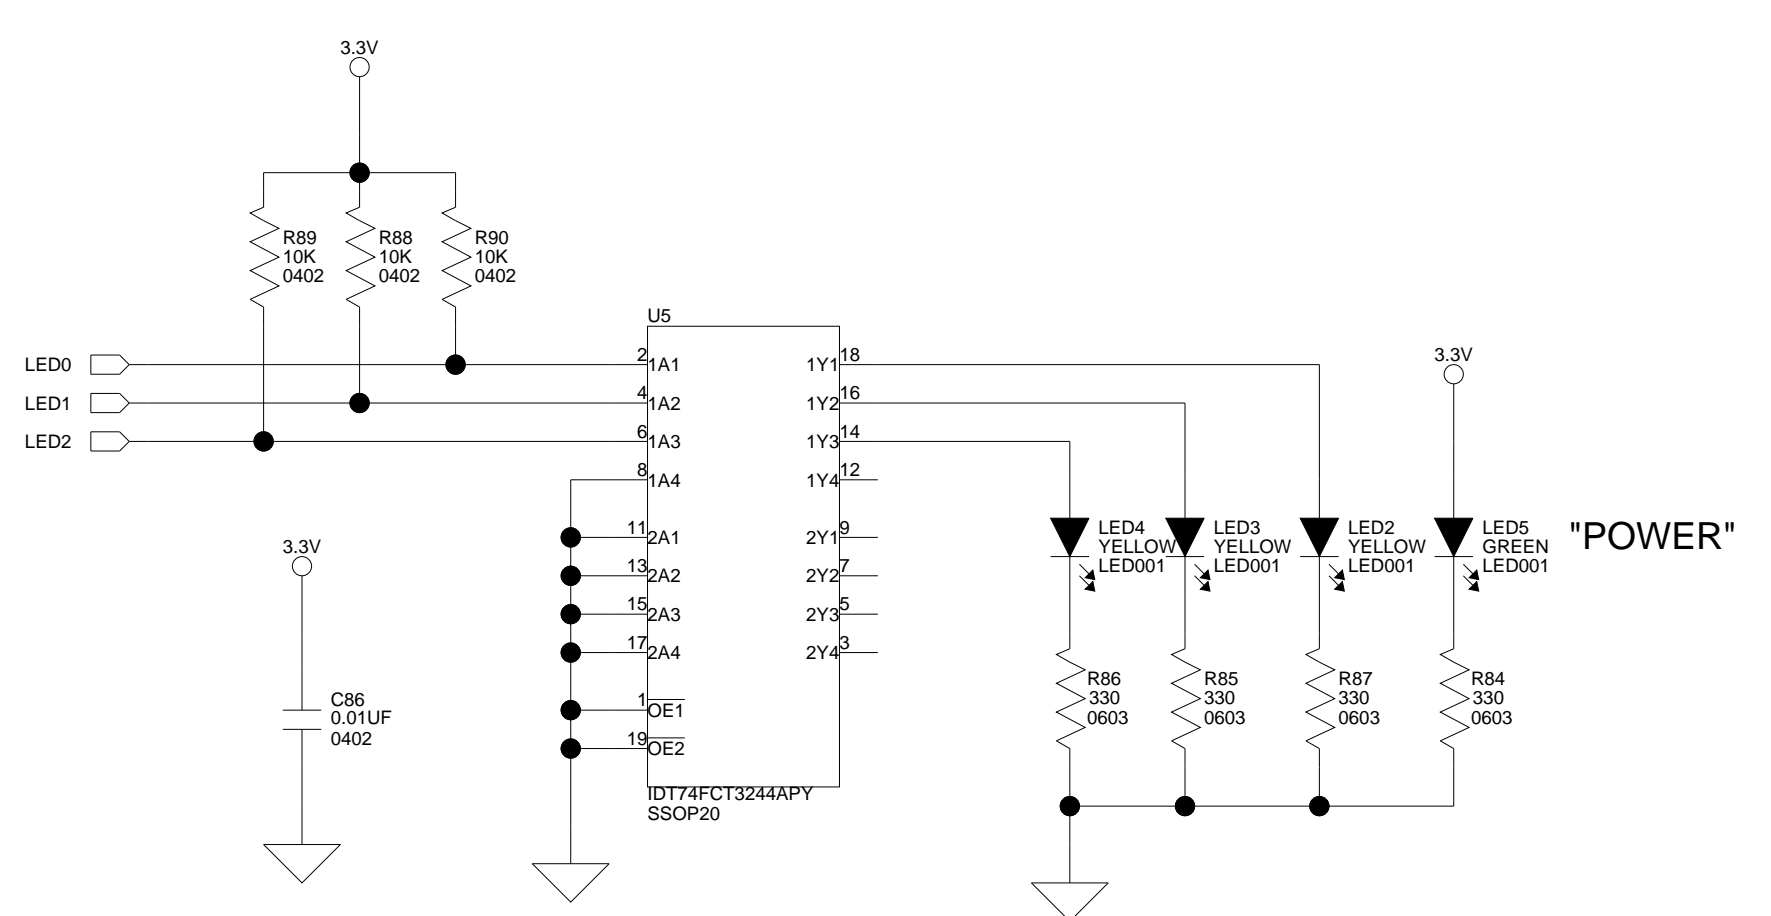 3.3V
R89
10K
0402
R88
10K
0402
R90
10K
0402
U5
LED0
2
1A1
1Y1
18
LED1
4
1A2
1Y2
16
LED2
6
1A3
1Y3
14
8
1A4
1Y4
12
11
2A1
2Y1
9
13
2A2
2Y2
7
15
2A3
2Y3
5
17
2A4
2Y4
3
1
OE1
19
OE2
IDT74FCT3244APY
SSOP20
3.3V
C86
0.01UF
0402
3.3V
LED4
YELLOW
LED001
LED3
YELLOW
LED001
LED2
YELLOW
LED001
LED5
GREEN
LED001
"POWER"
R86
330
0603
R85
330
0603
R87
330
0603
R84
330
0603